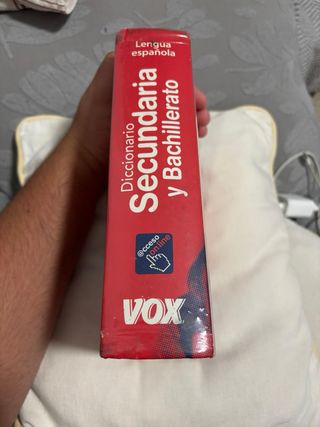 Lengua
española
Diccionario
Secundaria
y Bachillerato
@cceso
online
VOX